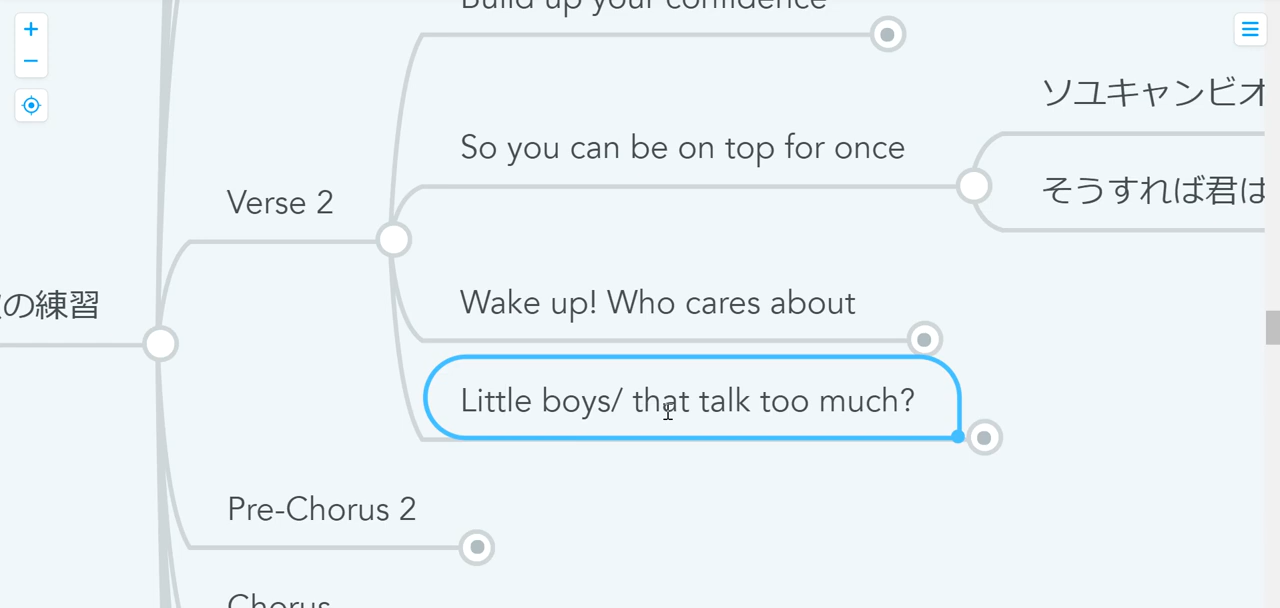 Build up your confidence
ソユキャンビオ
So you can be on top for once
そうすれば君は
Verse 2
Wake up! Who cares about
の練習
Little boys/ that talk too much?
Pre-Chorus 2
Chorus